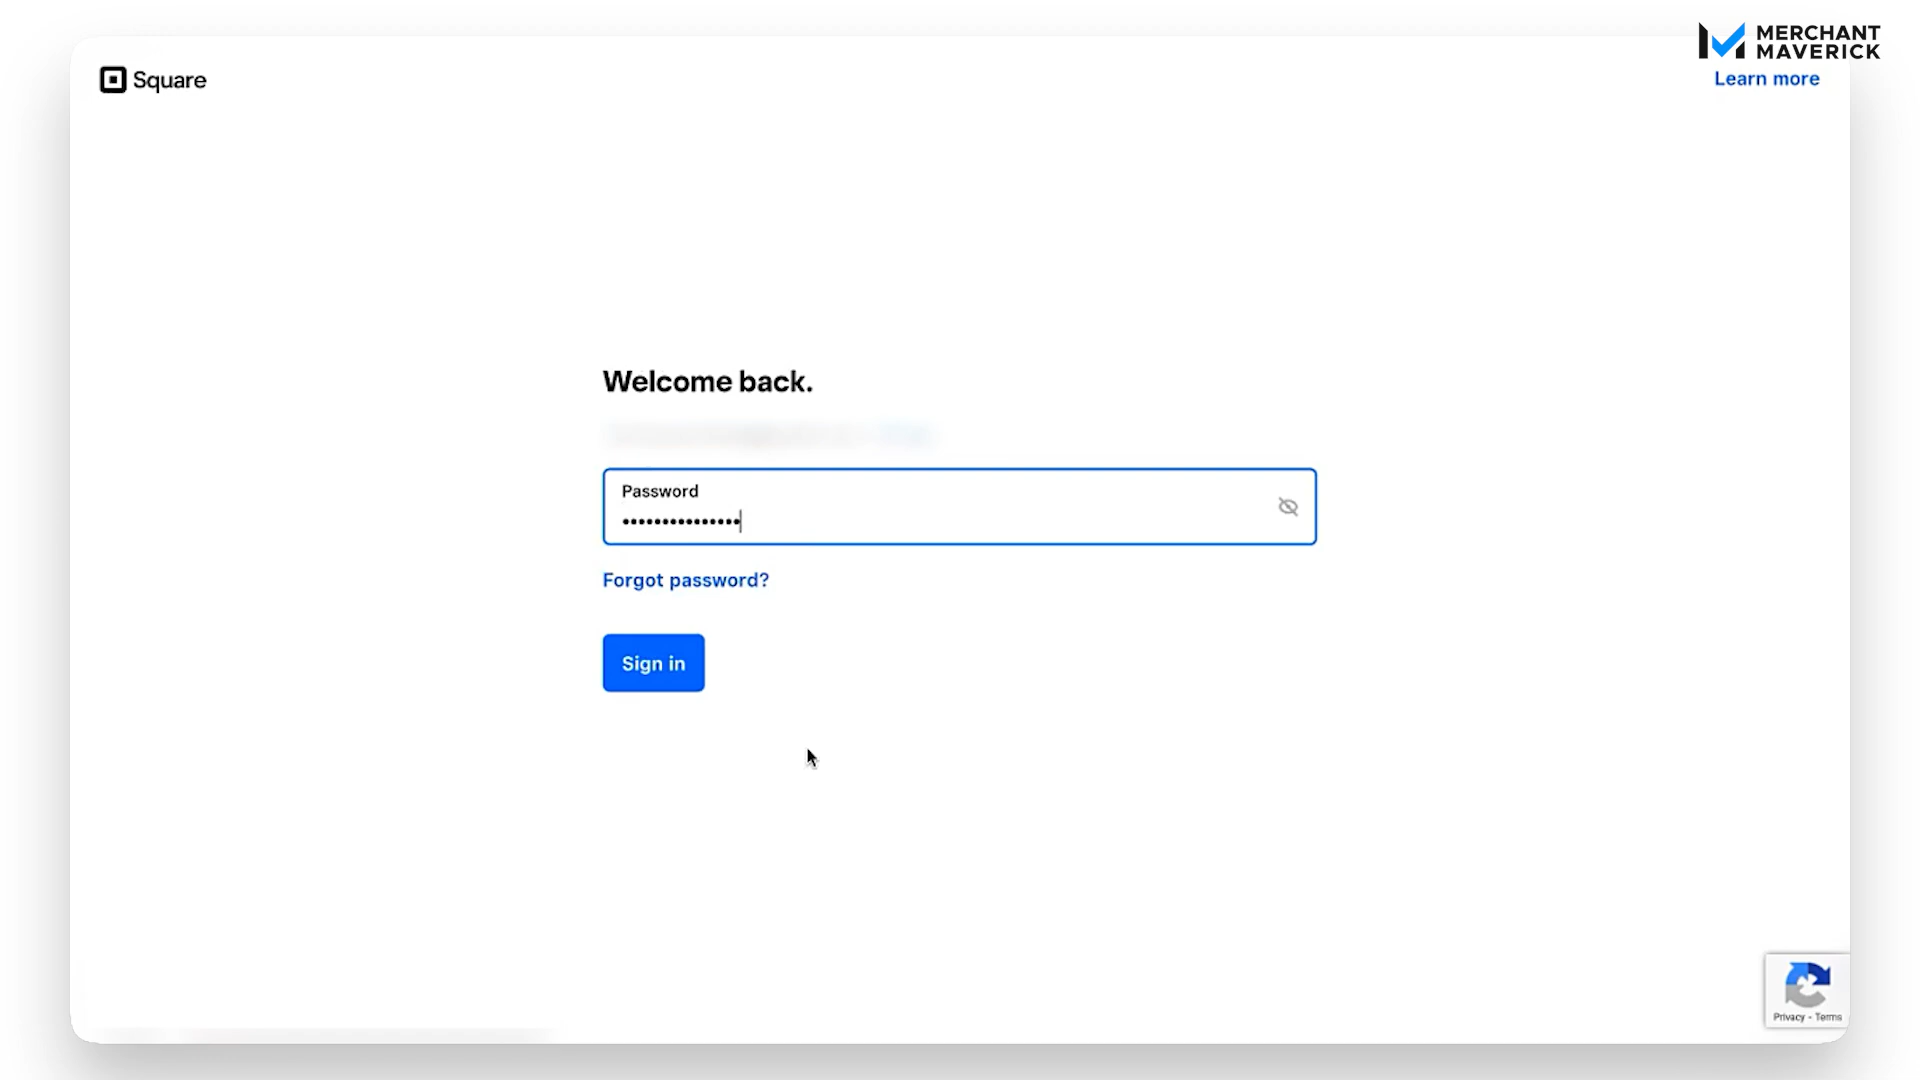 MERCHANT
MAVERICK
Square
Learn more
Welcome back.
Password
•••••••••••••••
Forgot password?
Sign in
Privacy - Terms